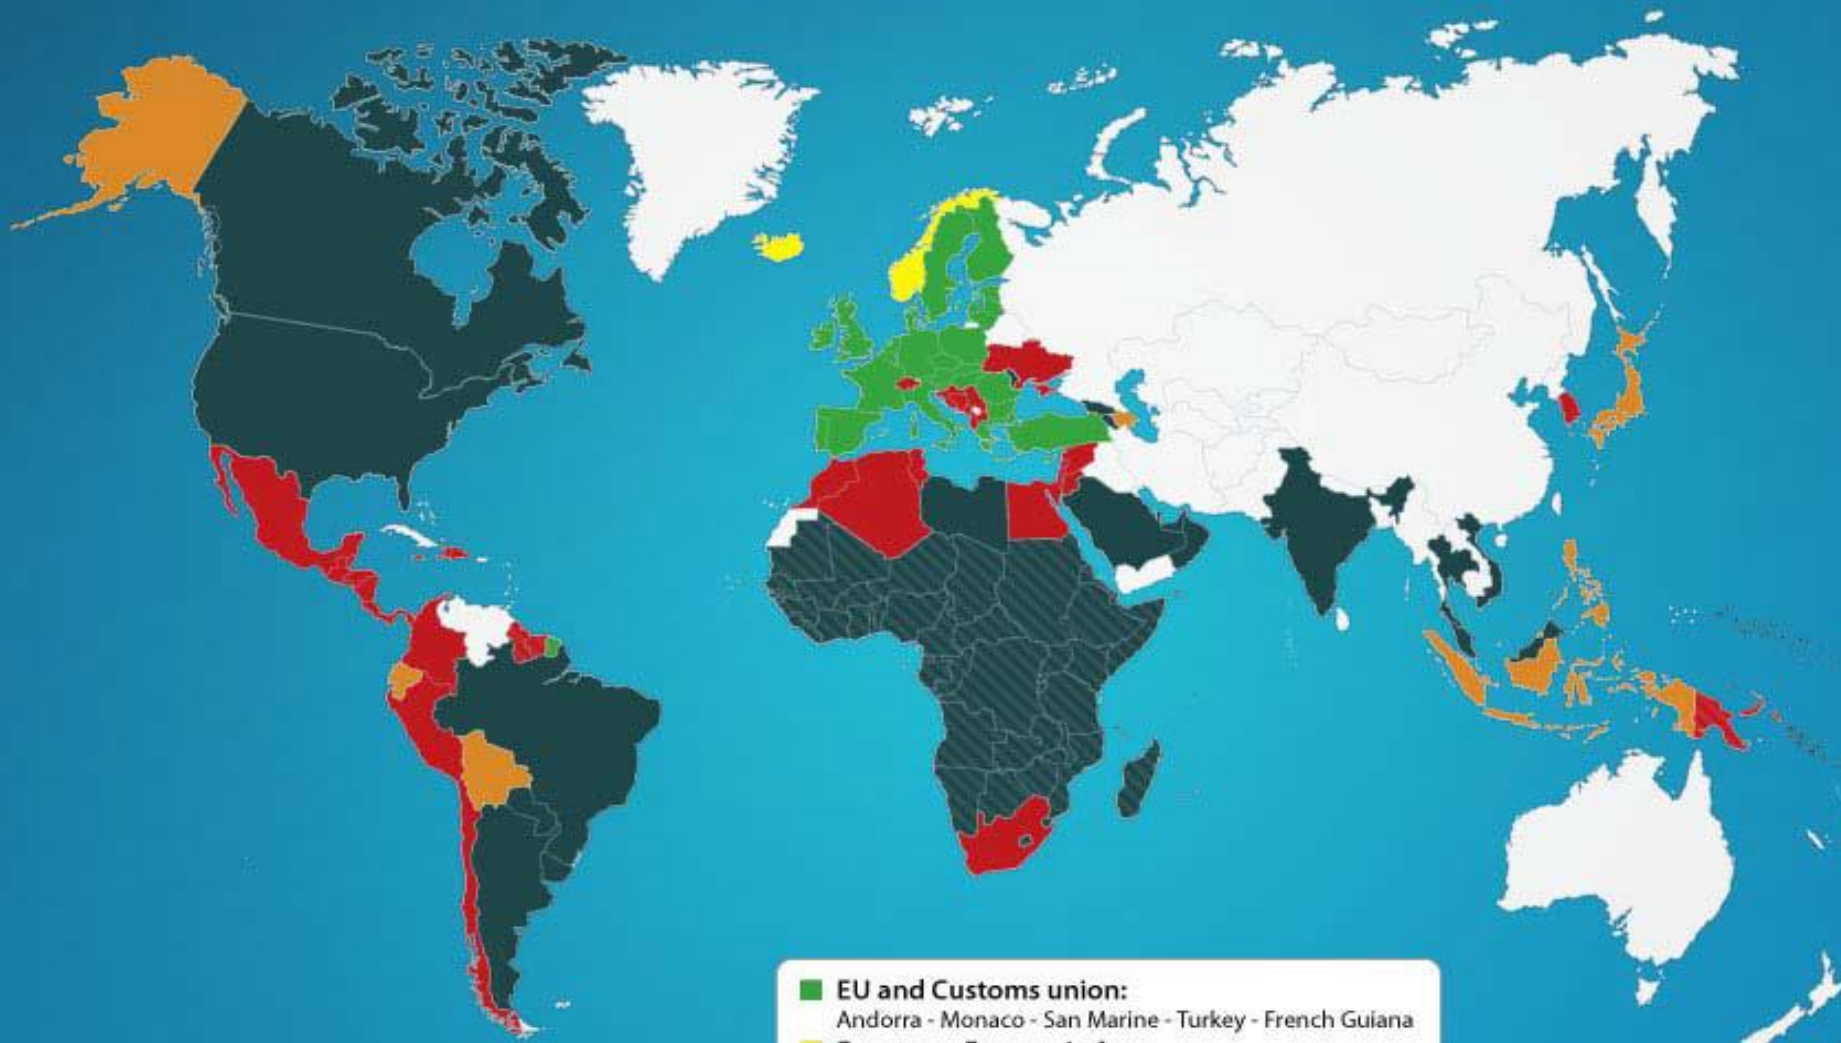 EU and Customs union:
Andorra - Monaco - San Marine - Turkey - French Guiana